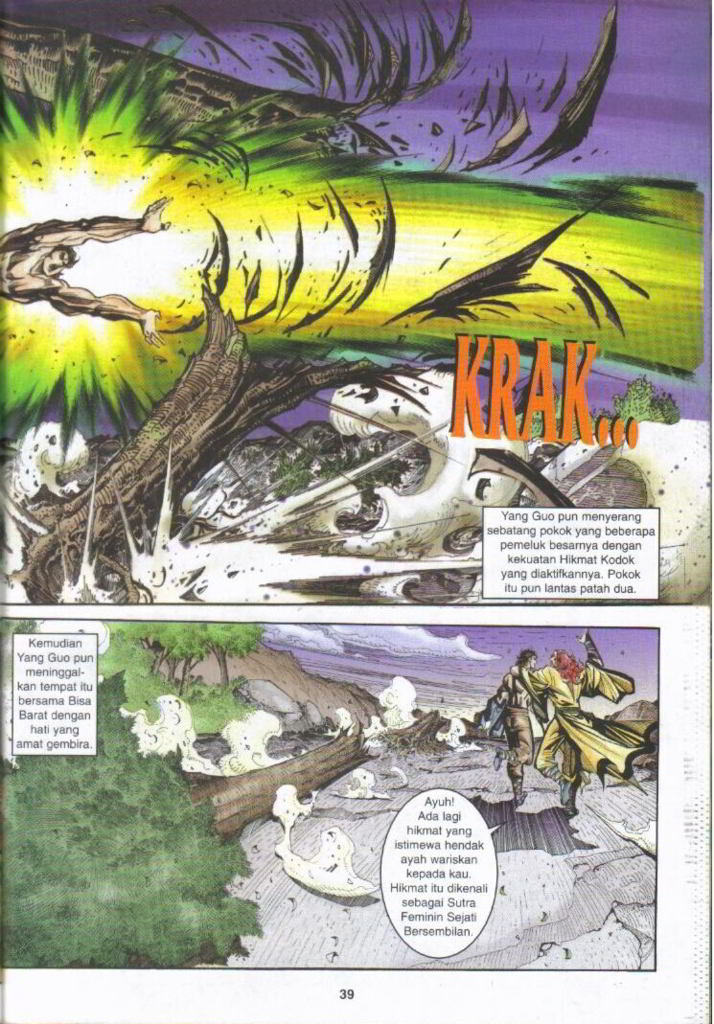 KRAK...
Yang Guo pun menyerang
sebatang pokok yang beberapa
pemeluk besarnya dengan
kekuatan Hikmat Kodok
yang diaktifkannya. Pokok
itu pun lantas patah dua.
Kemudian
Yang Guo pun
meninggal-
kan tempat itu
bersama Bisa
Barat dengan
hati yang
amat gembira.
Ayuh!
Ada lagi
hikmat yang
istimewa hendak
ayah wariskan
kepada kau.
Hikmat itu dikenali
sebagai Sutra
Feminin Sejati
Bersembilan.
39